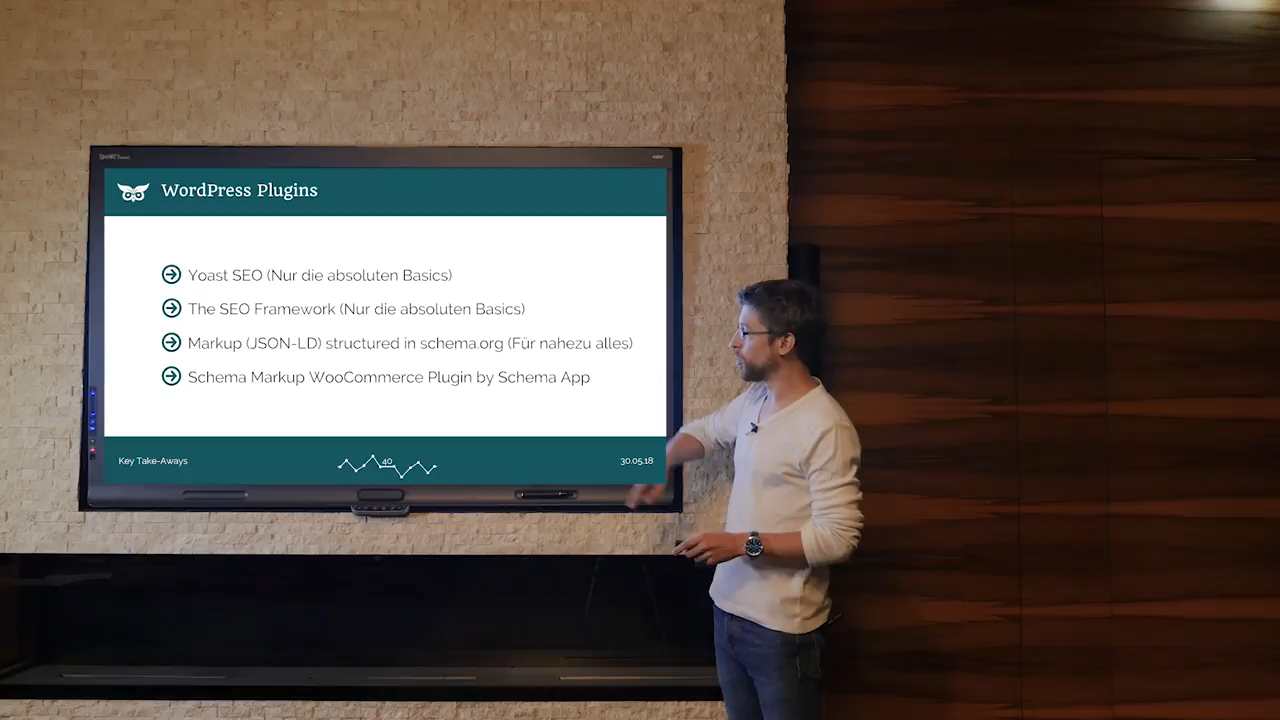 SMART
WordPress Plugins
Yoast SEO (Nur die absoluten Basics)
The SEO Framework (Nur die absoluten Basics)
Markup (JSON-LD) structured in schema.org (Für nahezu alles)
Schema Markup WooCommerce Plugin by Schema App
Key Take-Aways
40
30.05.18